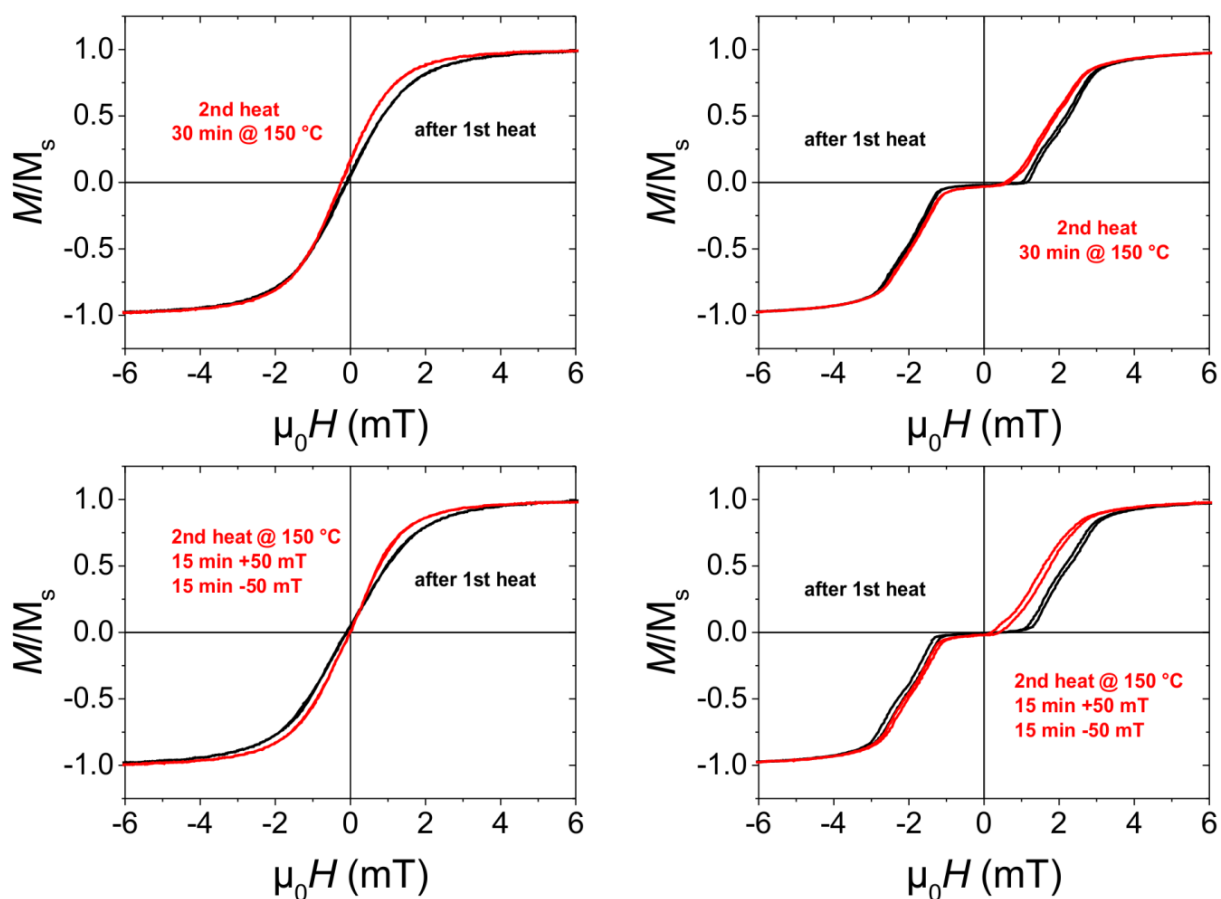 1.0
0.5
0.0
-0.5
-1.0
M/Ms
2nd heat
30 min @ 150 °C
after 1st heat
-6 -4 -2 0 2 4 6
µ0H (mT)
1.0
0.5
0.0
-0.5
-1.0
M/Ms
after 1st heat
2nd heat
30 min @ 150 °C
-6 -4 -2 0 2 4 6
µ0H (mT)
1.0
0.5
0.0
-0.5
-1.0
M/Ms
2nd heat @ 150 °C
15 min +50 mT
15 min -50 mT
after 1st heat
-6 -4 -2 0 2 4 6
µ0H (mT)
1.0
0.5
0.0
-0.5
-1.0
M/Ms
after 1st heat
2nd heat @ 150 °C
15 min +50 mT
15 min -50 mT
-6 -4 -2 0 2 4 6
µ0H (mT)